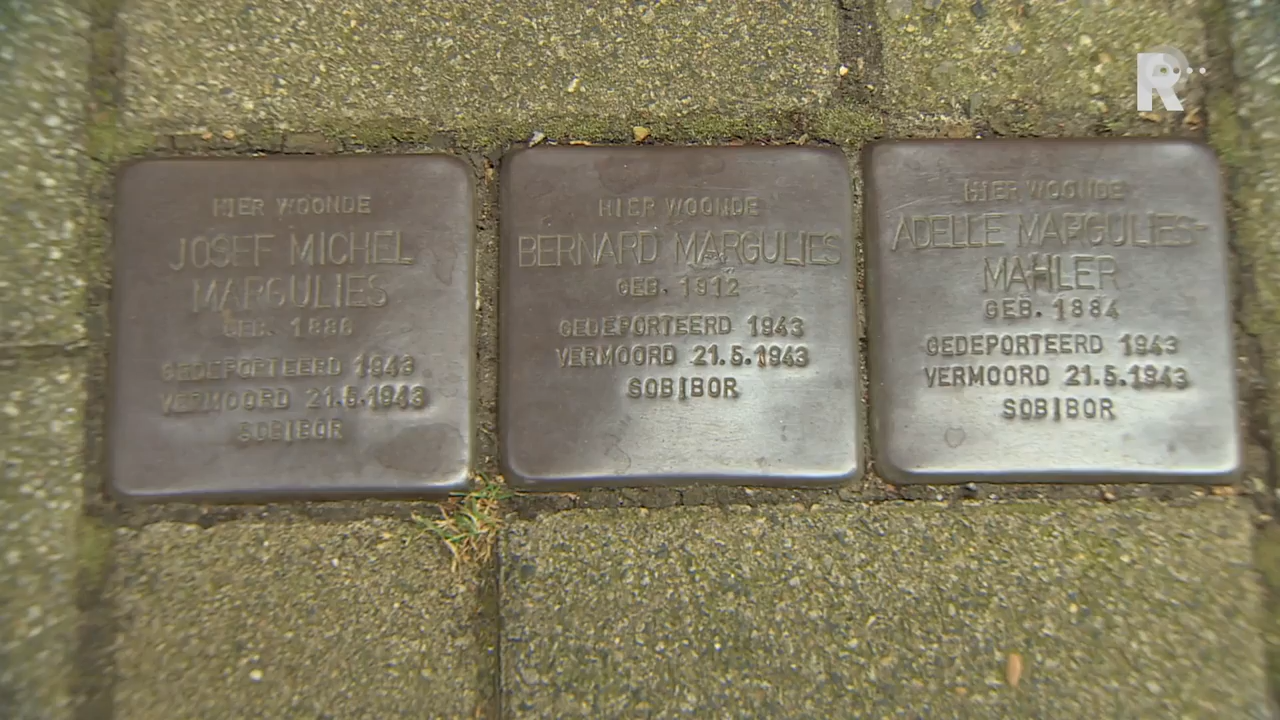 HIER WOONDE
JOSEF MICHEL
MARGULIES
GEB. 1880
GEDEPORTEERD 1943
VERMOORD 21.5.1943
SOBIBOR
HIER WOONDE
BERNARD MARGULIES
GEB. 1912
GEDEPORTEERD 1943
VERMOORD 21.5.1943
SOBIBOR
HIER WOONDE
ADELLE MARGULIES-
MAHLER
GEB. 1884
GEDEPORTEERD 1943
VERMOORD 21.5.1943
SOBIBOR
R